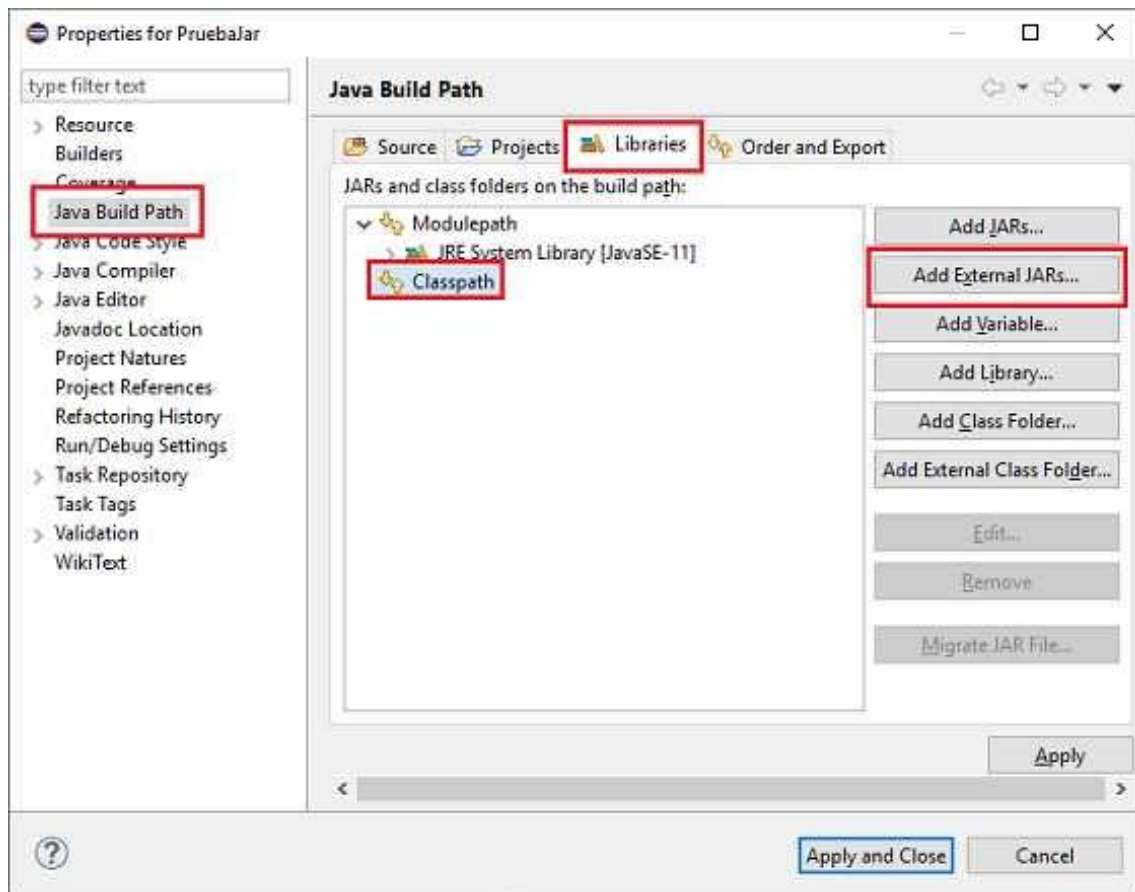 Properties for PruebaJar
type filter text
Resource
Builders
Coverage
Java Build Path
Java Code Style
Java Compiler
Java Editor
Javadoc Location
Project Natures
Project References
Refactoring History
Run/Debug Settings
Task Repository
Task Tags
Validation
WikiText
Java Build Path
Source Projects Libraries Order and Export
JARs and class folders on the build path:
Modulepath
JRE System Library [JavaSE-11]
Classpath
Add JARs...
Add External JARs...
Add Variable...
Add Library...
Add Class Folder...
Add External Class Folder...
Edit...
Remove
Migrate JAR File...
Apply
?
Apply and Close Cancel